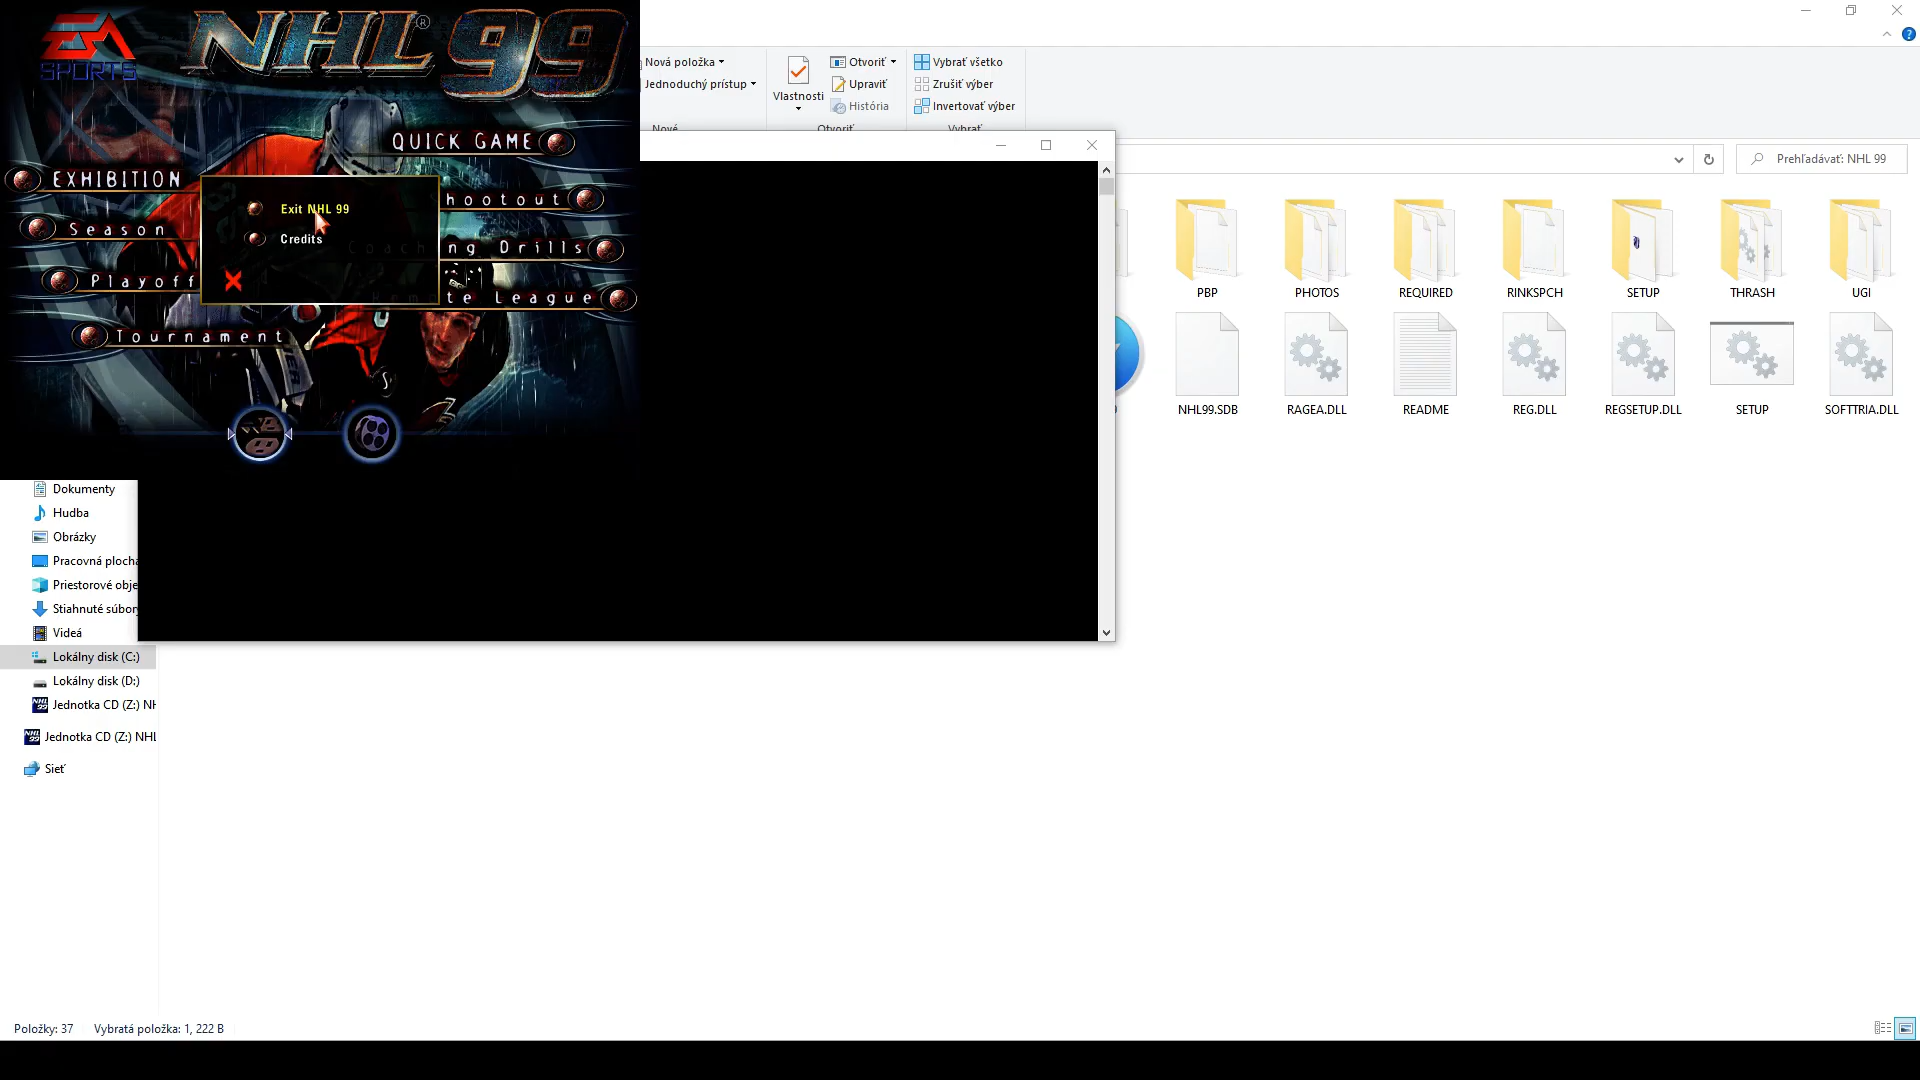 EA
SPORTS
NHL 99
QUICK GAME
EXHIBITION
Season
Playoff
Tournament
Exit NHL 99
Credits
hootout
Coaching Drills
te League
Nová položka
Jednoduchý prístup
Nové
Vlastnosti
Otvoriť
Upraviť
História
Otvoriť
Vybrať všetko
Zrušiť výber
Invertovať výber
Vybrať
Prehľadávať: NHL 99
PBP
PHOTOS
REQUIRED
RINKSPCH
SETUP
THRASH
UGI
NHL99.SDB
RAGEA.DLL
README
REG.DLL
REGSETUP.DLL
SETUP
SOFTTRIA.DLL
Dokumenty
Hudba
Obrázky
Pracovná plocha
Priestorové obje
Stiahnuté súbory
Videá
Lokálny disk (C:)
Lokálny disk (D:)
Jednotka CD (Z:) NH
Jednotka CD (Z:) NHL
Sieť
Položky: 37 Vybratá položka: 1, 222 B